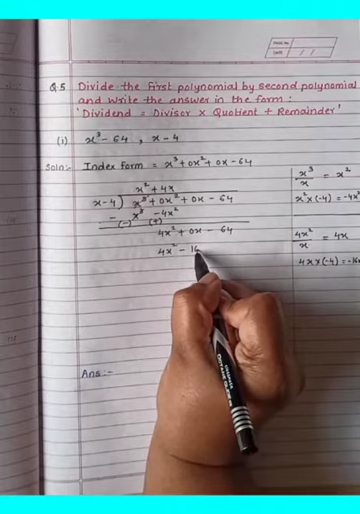 Q.5 Divide the first polynomial by second polynomial
and write the answer in the form:
'Dividend = Divisor × Quotient + Remainder'
(1) x³ - 64 , x - 4
Soln:- Index form = x³ + 0x² + 0x - 64
x² + 4x
x - 4 ) x³ + 0x² + 0x - 64
- x³ - 4x²
(-) (+)
4x² + 0x - 64
4x² - 16
Ans:-
x³/x = x²
x² × (-4) = -4x²
4x²/x = 4x
4x × (-4) = -16x